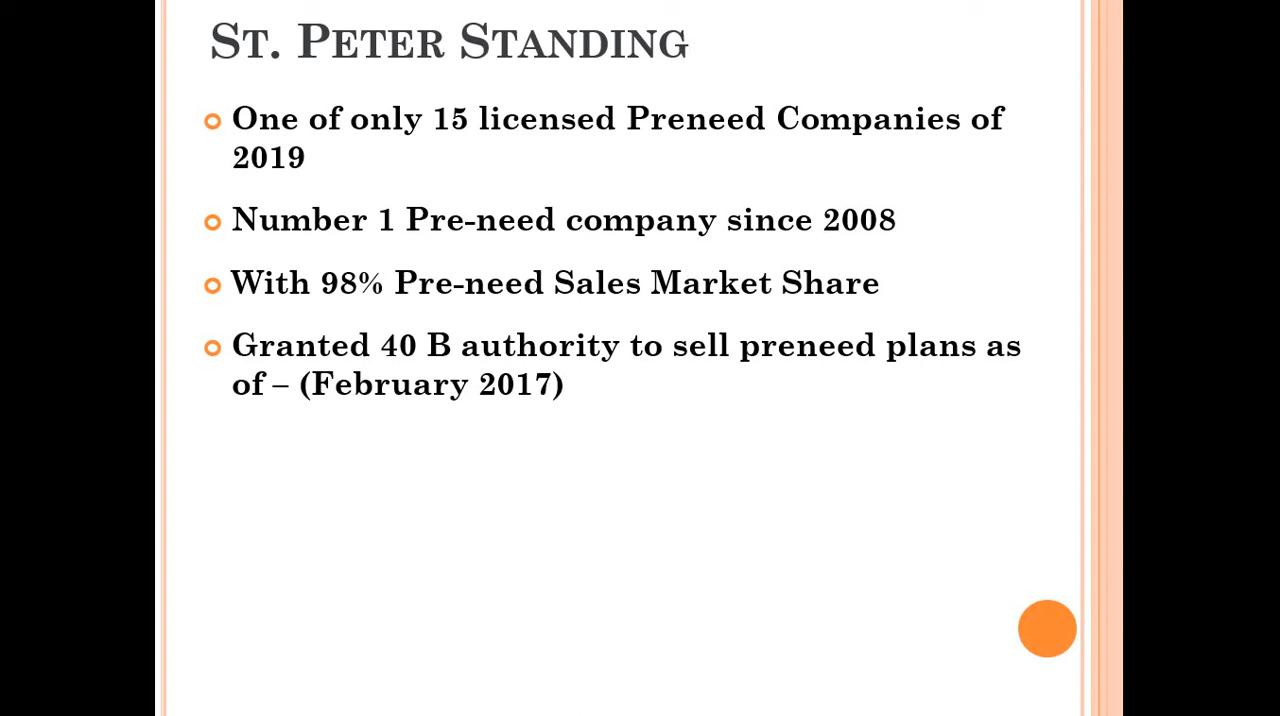 St. Peter Standing
One of only 15 licensed Preneed Companies of
2019
Number 1 Pre-need company since 2008
With 98% Pre-need Sales Market Share
Granted 40 B authority to sell preneed plans as
of – (February 2017)